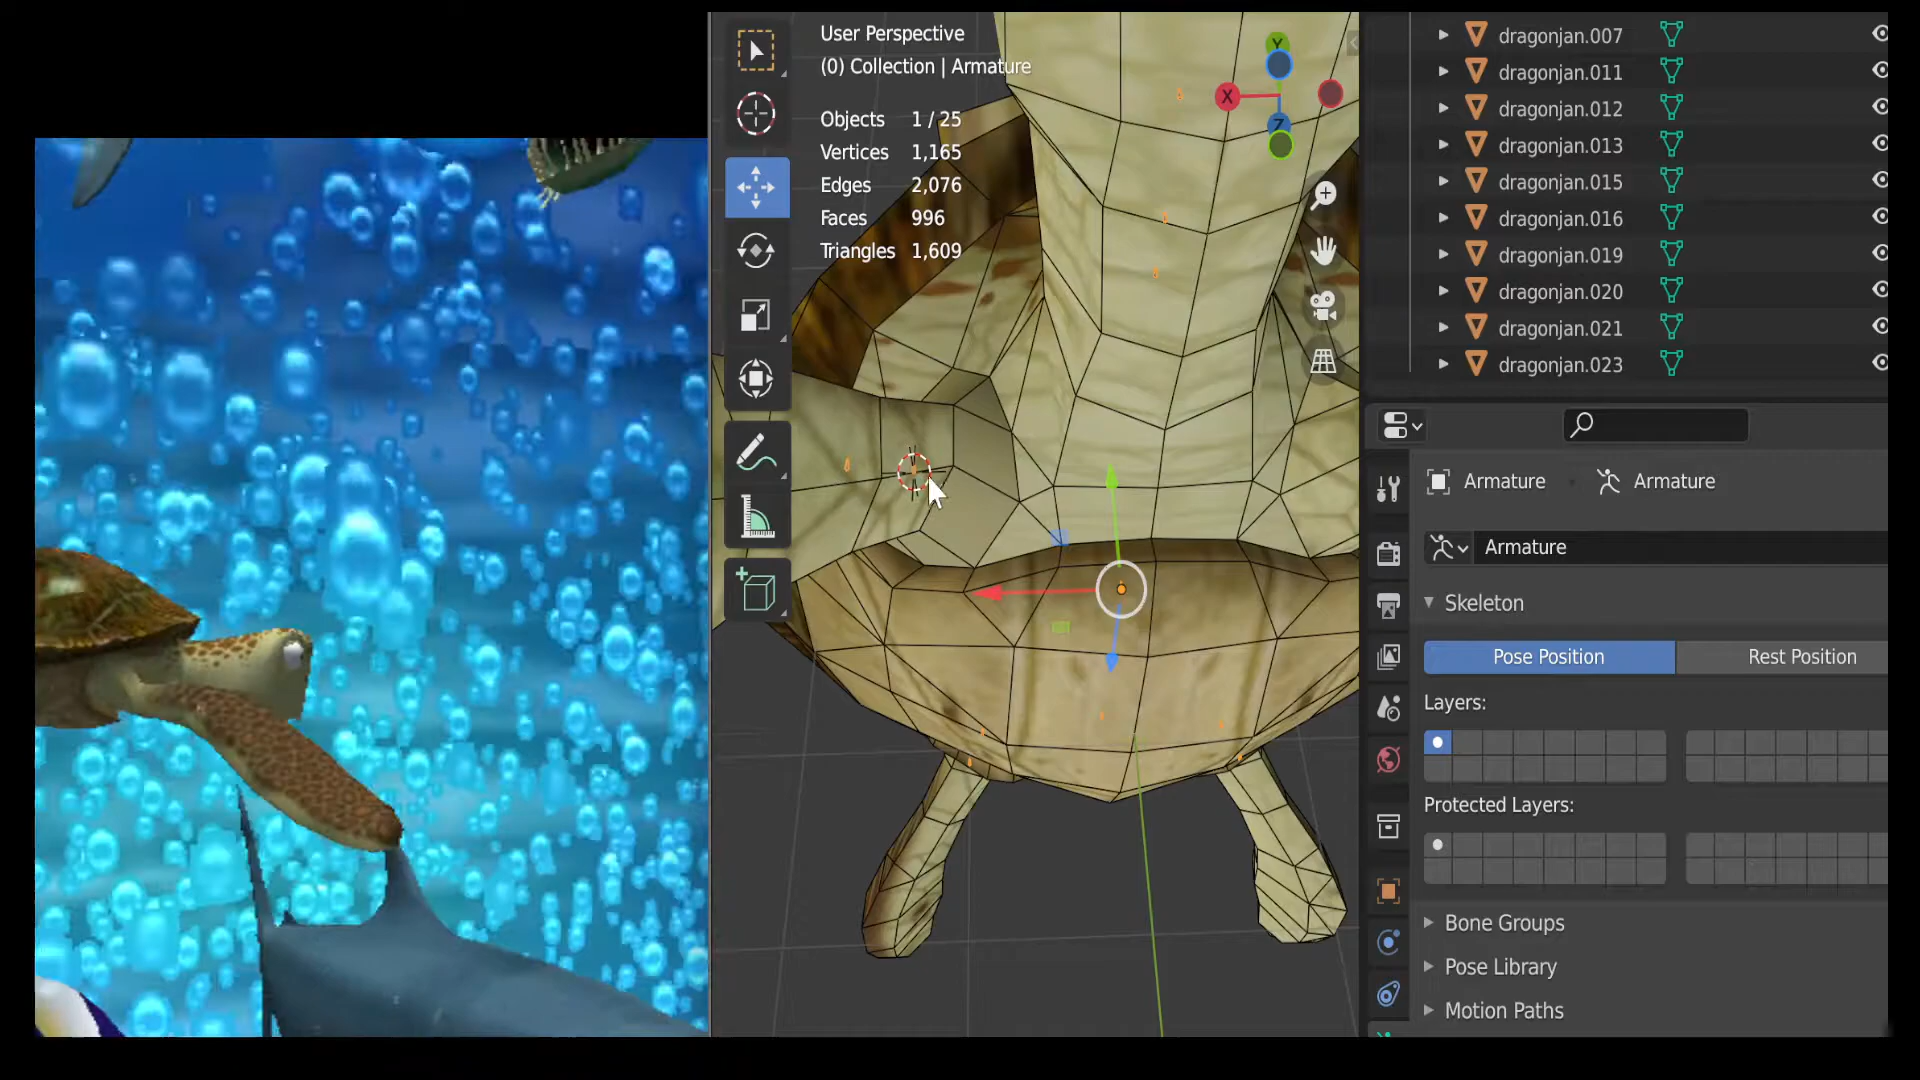 User Perspective
(0) Collection | Armature
Objects 1 / 25
Vertices 1,165
Edges 2,076
Faces 996
Triangles 1,609
Y
X
Z
dragonjan.007
dragonjan.011
dragonjan.012
dragonjan.013
dragonjan.015
dragonjan.016
dragonjan.019
dragonjan.020
dragonjan.021
dragonjan.023
Armature Armature
Armature
Skeleton
Pose Position Rest Position
Layers:
Protected Layers:
Bone Groups
Pose Library
Motion Paths